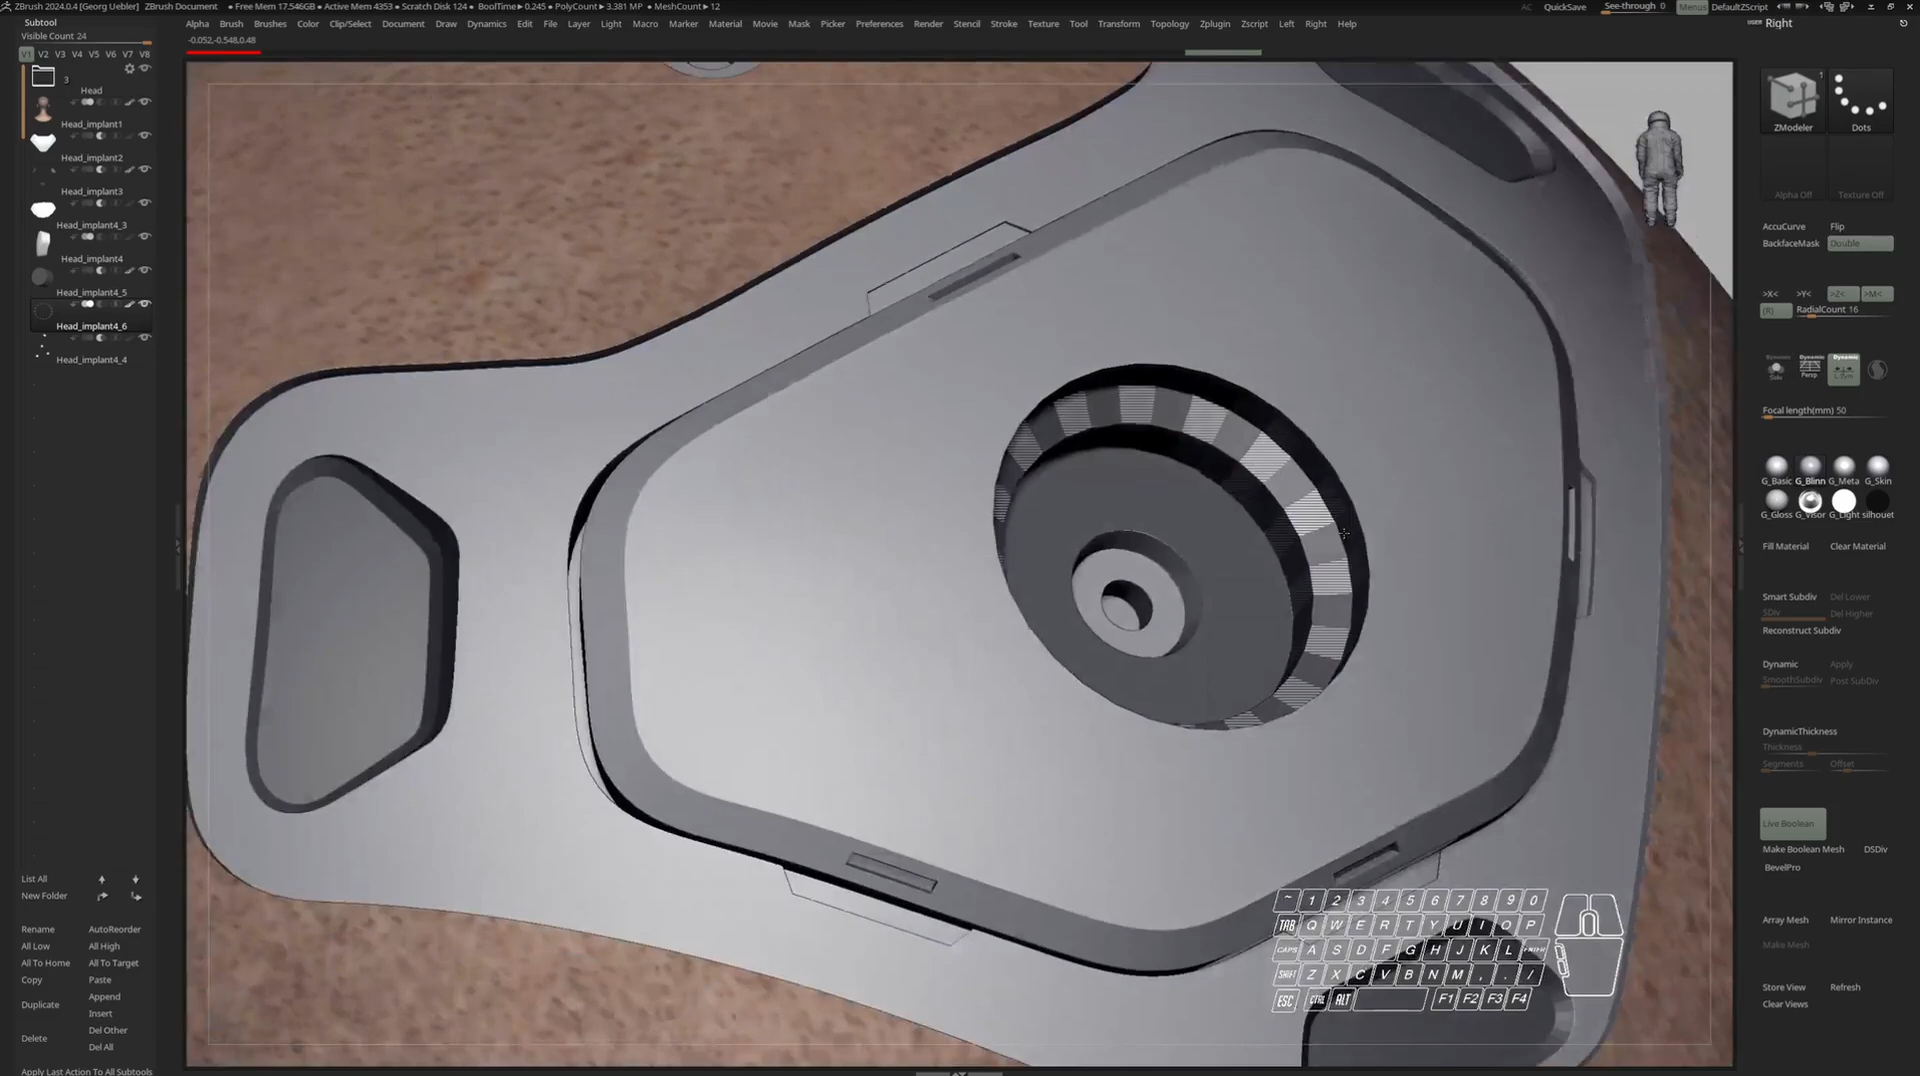 ZBrush 2024.0.4 [Georg Uebler] ZBrush Document • Free Mem 17.546GB • Active Mem 4353 • Scratch Disk 124 • BoolTime▸0.245 • PolyCount▸3.381 MP • MeshCount▸12 AC QuickSave See-through 0 Menus DefaultZScript
Subtool Alpha Brush Brushes Color Clip/Select Document Draw Dynamics Edit File Layer Light Macro Marker Material Movie Mask Picker Preferences Render Stencil Stroke Texture Tool Transform Topology Zplugin Zscript Left Right Help Right
Visible Count 24
-0.052,-0.548,0.48
V1 V2 V3 V4 V5 V6 V7 V8
3
Head
Head_implant1
Head_implant2
Head_implant3
Head_implant4_3
Head_implant4
Head_implant4_5
Head_implant4_6
Head_implant4_4
List All
New Folder
Rename AutoReorder
All Low All High
All To Home All To Target
Copy Paste
Duplicate Append
Insert
Delete Del Other
Del All
Apply Last Action To All Subtools
1
ZModeler Dots
Alpha Off Texture Off
AccuCurve Flip
BackfaceMask Double
>X< >Y< >Z< >M<
(R) RadialCount 16
Dynamic Solo Dynamic Persp Dynamic L.Sym
Focal length(mm) 50
G_Basic G_Blinn G_Meta G_Skin
G_Gloss G_Visor G_Light silhouet
Fill Material Clear Material
Smart Subdiv Del Lower
SDiv Del Higher
Reconstruct Subdiv
Dynamic Apply
SmoothSubdiv Post SubDiv
DynamicThickness
Thickness
Segments Offset
Live Boolean
Make Boolean Mesh DSDiv
BevelPro
Array Mesh Mirror Instance
Make Mesh
Store View Refresh
Clear Views
~ 1 2 3 4 5 6 7 8 9 0
TAB Q W E R T Y U I O P
CAPS A S D F G H J K L ENTER
SHIFT Z X C V B N M , . /
ESC CTRL ALT F1 F2 F3 F4